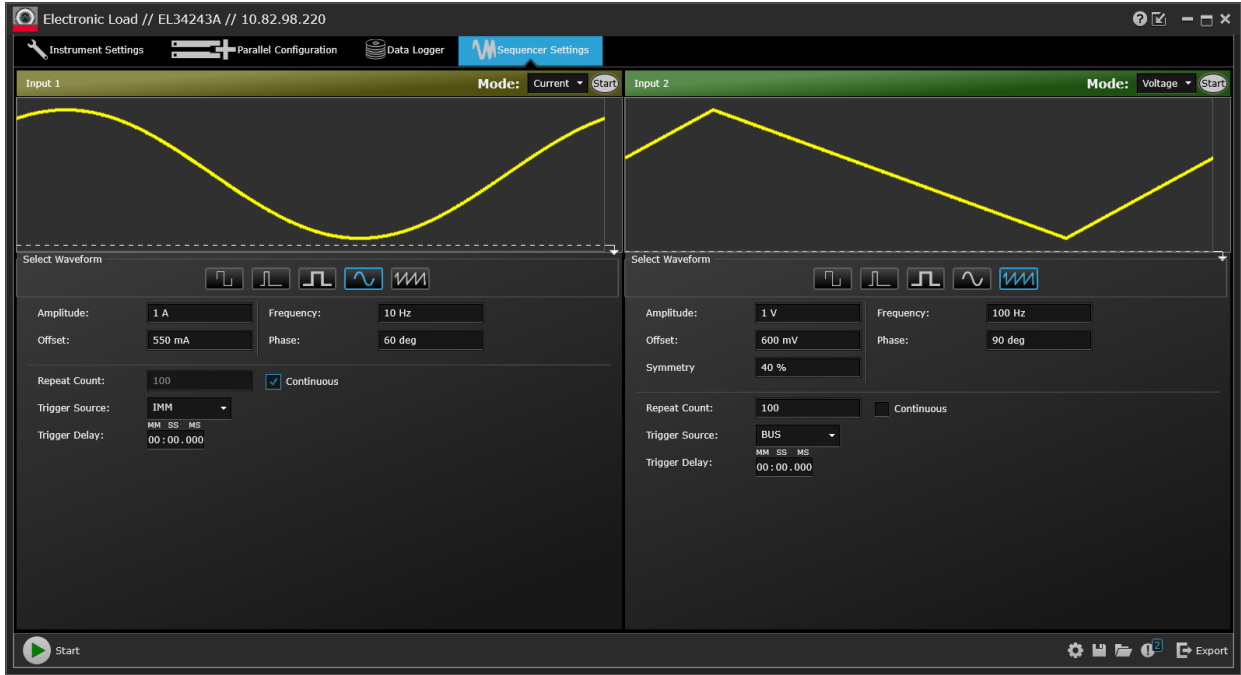 Electronic Load // EL34243A // 10.82.98.220
Instrument Settings Parallel Configuration Data Logger Sequencer Settings
Input 1 Mode: Current Start
Select Waveform
Amplitude: 1 A Frequency: 10 Hz
Offset: 550 mA Phase: 60 deg
Repeat Count: 100 Continuous
Trigger Source: IMM
MM SS MS
Trigger Delay: 00:00.000
Input 2 Mode: Voltage Start
Select Waveform
Amplitude: 1 V Frequency: 100 Hz
Offset: 600 mV Phase: 90 deg
Symmetry 40 %
Repeat Count: 100 Continuous
Trigger Source: BUS
MM SS MS
Trigger Delay: 00:00.000
Start 2 Export